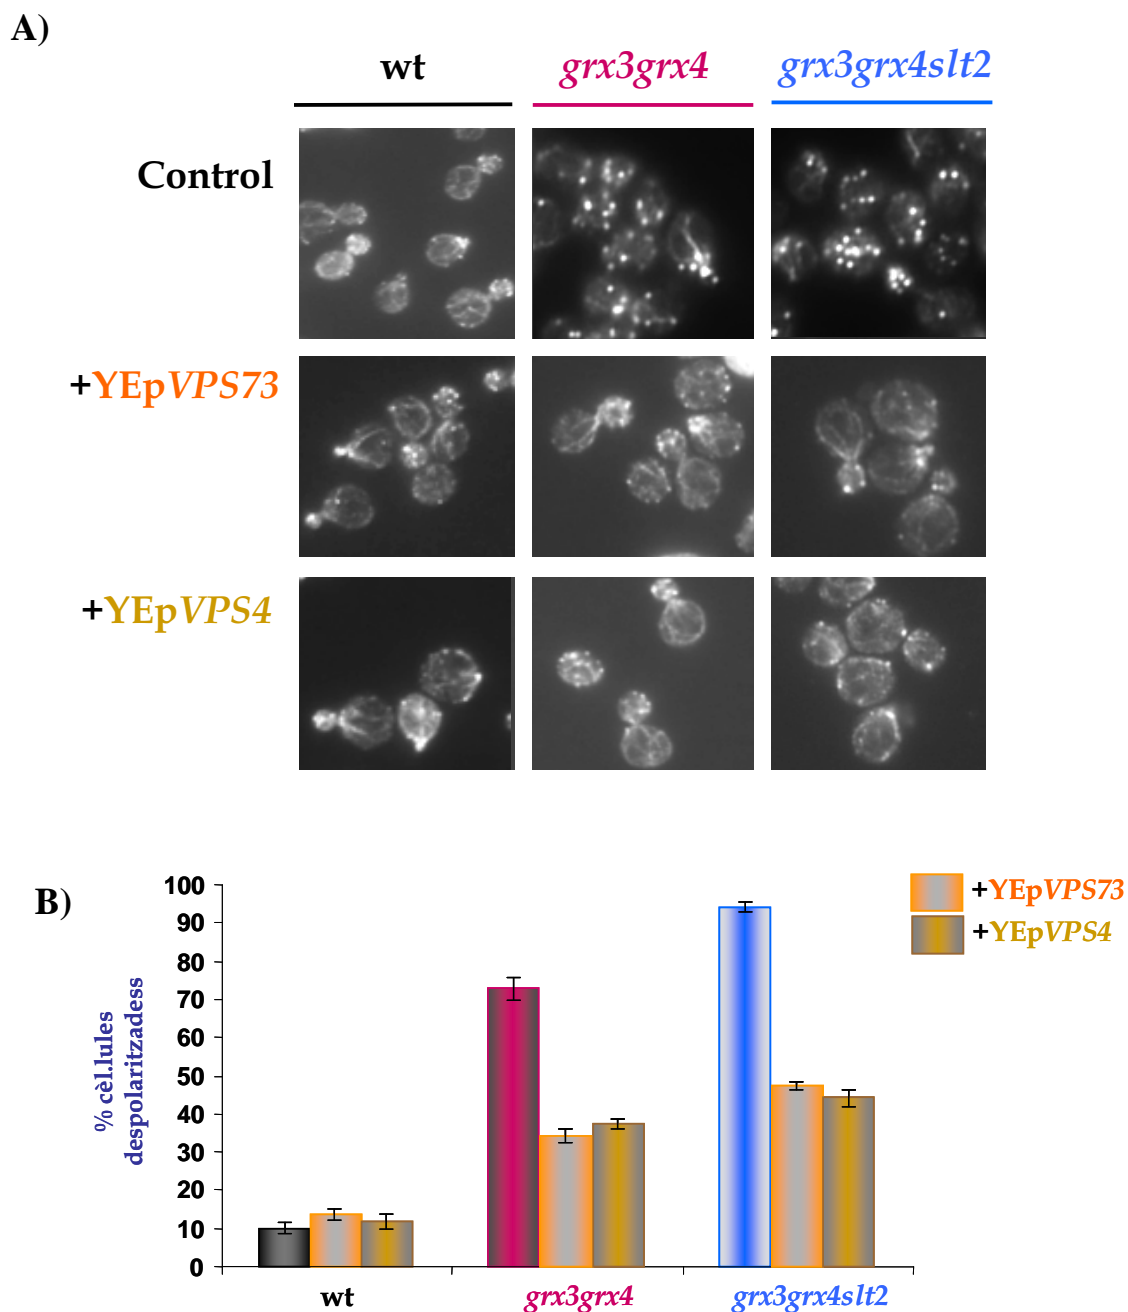 A)
wt grx3grx4 grx3grx4slt2
Control
+YEpVPS73
+YEpVPS4
B)
% cèl.lules
despolaritzadess
100
90
80
70
60
50
40
30
20
10
0
wt grx3grx4 grx3grx4slt2
+YEpVPS73
+YEpVPS4